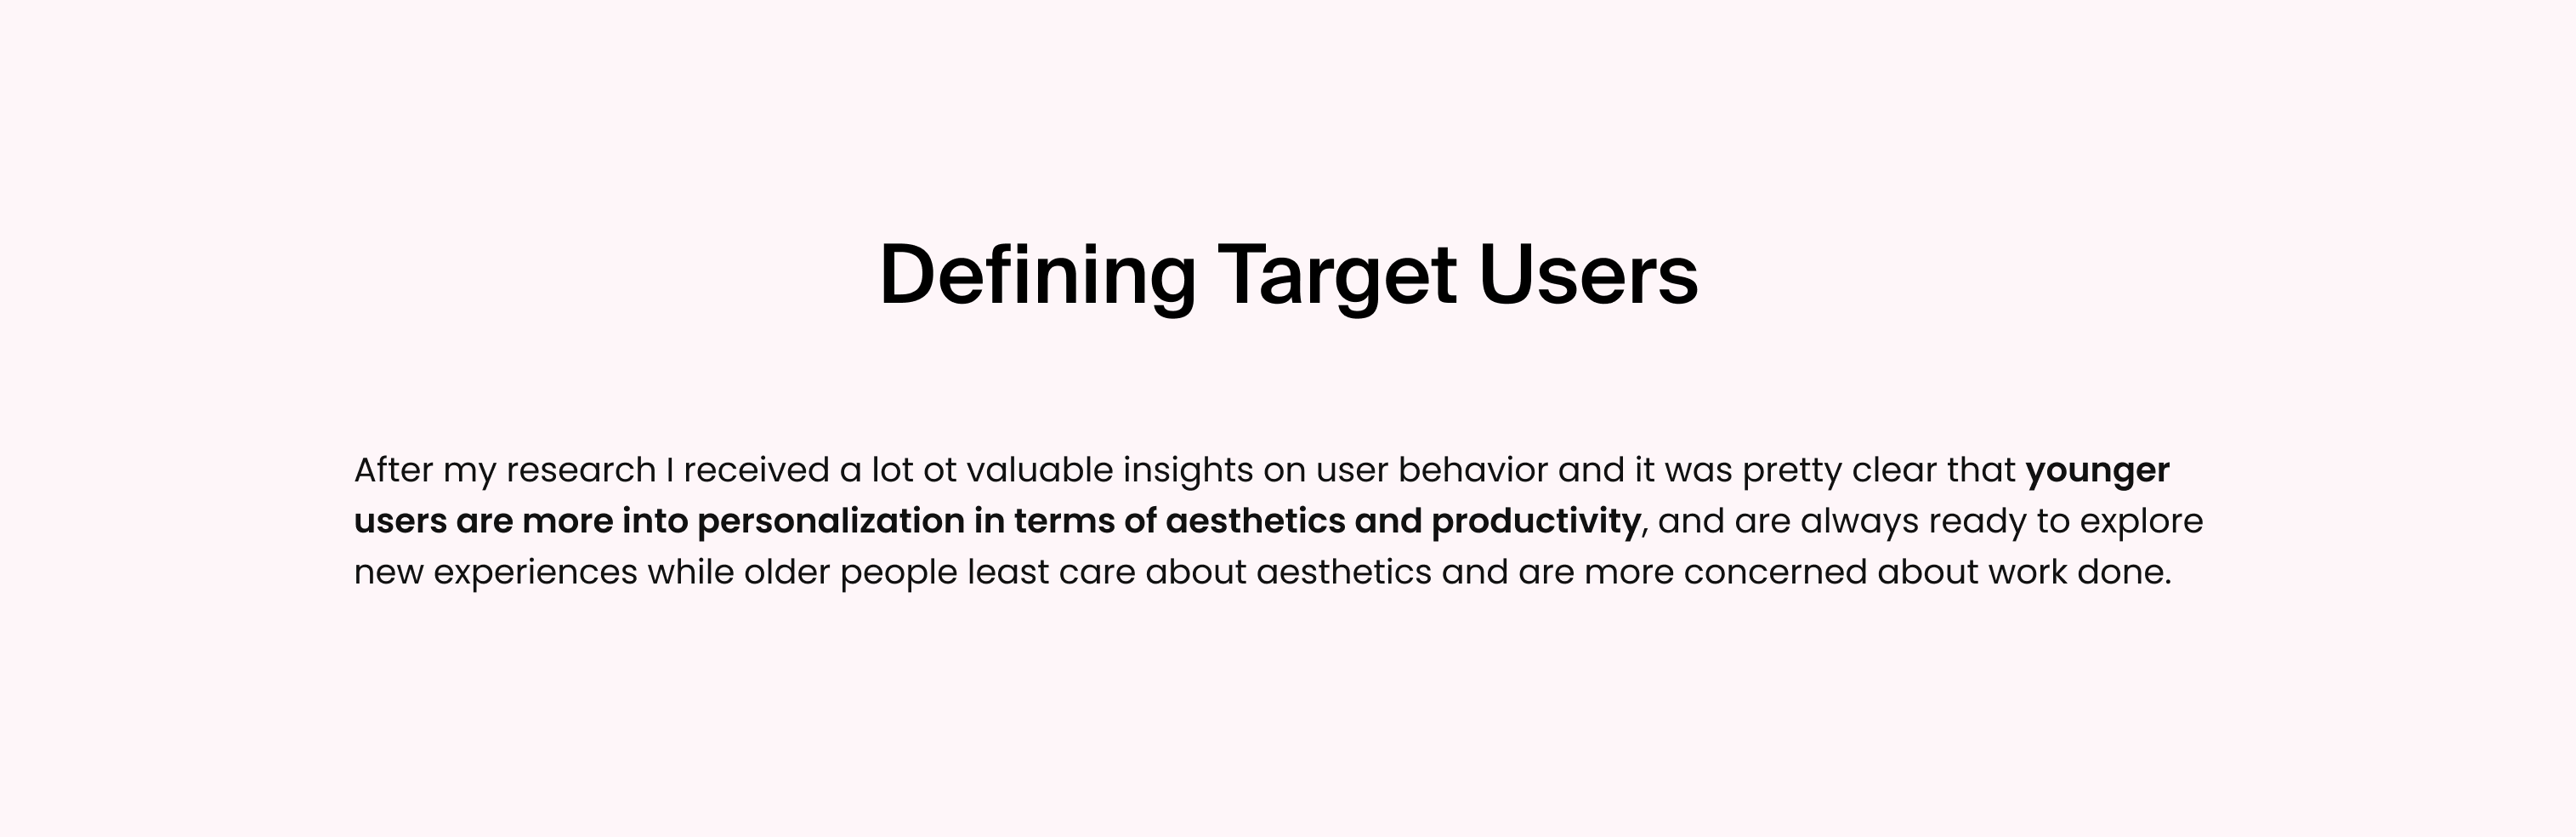 Defining Target Users
After my research I received a lot ot valuable insights on user behavior and it was pretty clear that younger
users are more into personalization in terms of aesthetics and productivity, and are always ready to explore
new experiences while older people least care about aesthetics and are more concerned about work done.